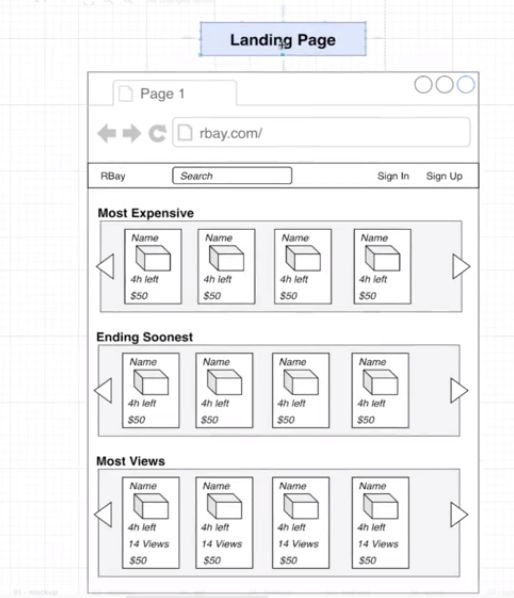 Landing Page
Page 1
rbay.com/
RBay Search Sign In Sign Up
Most Expensive
Name Name Name Name
4h left 4h left 4h left 4h left
$50 $50 $50 $50
Ending Soonest
Name Name Name Name
4h left 4h left 4h left 4h left
$50 $50 $50 $50
Most Views
Name Name Name Name
4h left 4h left 4h left 4h left
14 Views 14 Views 14 Views 14 Views
$50 $50 $50 $50